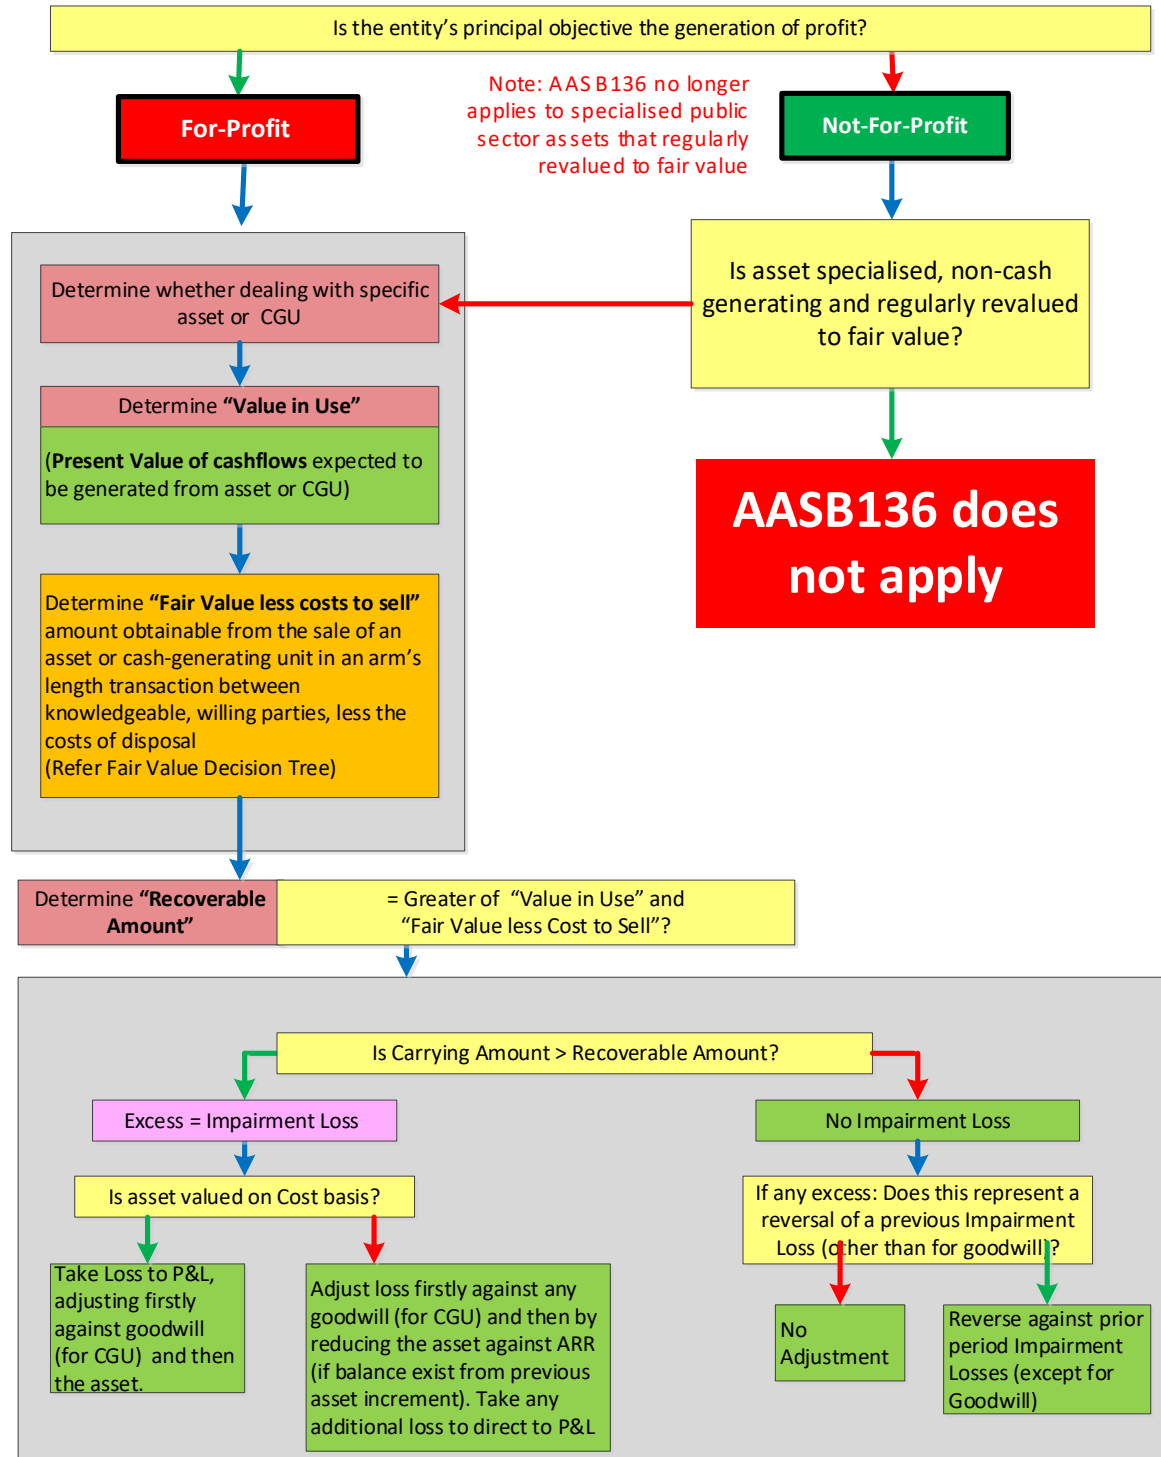 Is the entity's principal objective the generation of profit?
For-Profit
Note: AASB136 no longer
applies to specialised public
sector assets that regularly
revalued to fair value
Not-For-Profit
Is asset specialised, non-cash
generating and regularly revalued
to fair value?
AASB136 does
not apply
Determine whether dealing with specific
asset or CGU
Determine “Value in Use”
(Present Value of cashflows expected to
be generated from asset or CGU)
Determine “Fair Value less costs to sell”
amount obtainable from the sale of an
asset or cash-generating unit in an arm's
length transaction between
knowledgeable, willing parties, less the
costs of disposal
(Refer Fair Value Decision Tree)
Determine “Recoverable
Amount”
= Greater of “Value in Use” and
“Fair Value less Cost to Sell”?
Is Carrying Amount > Recoverable Amount?
Excess = Impairment Loss
No Impairment Loss
Is asset valued on Cost basis?
If any excess: Does this represent a
reversal of a previous Impairment
Loss (other than for goodwill)?
Take Loss to P&L,
adjusting firstly
against goodwill
(for CGU) and then
the asset.
Adjust loss firstly against any
goodwill (for CGU) and then by
reducing the asset against ARR
(if balance exist from previous
asset increment). Take any
additional loss to direct to P&L
No
Adjustment
Reverse against prior
period Impairment
Losses (except for
Goodwill)